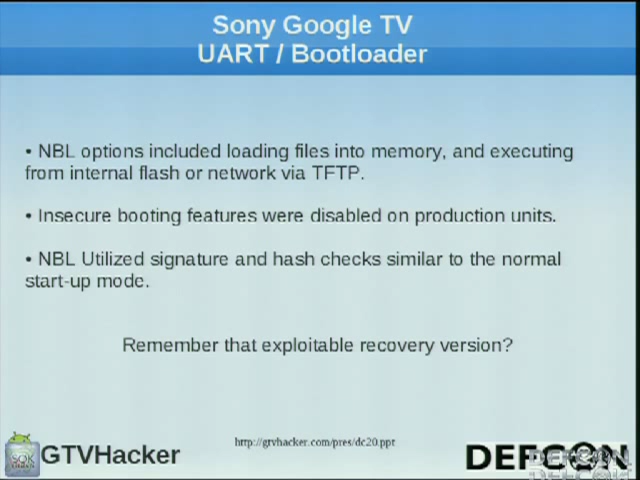 Sony Google TV
UART / Bootloader
• NBL options included loading files into memory, and executing
from internal flash or network via TFTP.
• Insecure booting features were disabled on production units.
• NBL Utilized signature and hash checks similar to the normal
start-up mode.
Remember that exploitable recovery version?
http://gtvhacker.com/pres/dc20.ppt
GTVHacker
DEFCON
DEFCON